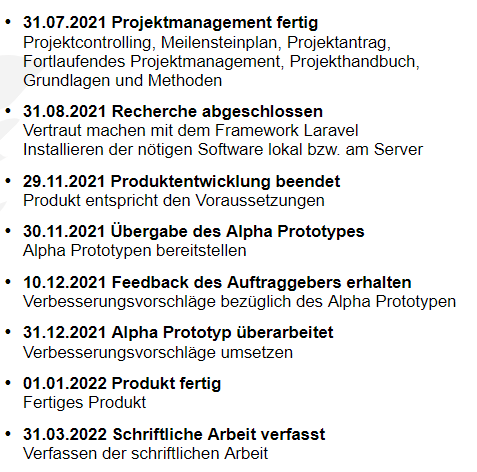 • 31.07.2021 Projektmanagement fertig
Projektcontrolling, Meilensteinplan, Projektantrag,
Fortlaufendes Projektmanagement, Projekthandbuch,
Grundlagen und Methoden
• 31.08.2021 Recherche abgeschlossen
Vertraut machen mit dem Framework Laravel
Installieren der nötigen Software lokal bzw. am Server
• 29.11.2021 Produktentwicklung beendet
Produkt entspricht den Voraussetzungen
• 30.11.2021 Übergabe des Alpha Prototypes
Alpha Prototypen bereitstellen
• 10.12.2021 Feedback des Auftraggebers erhalten
Verbesserungsvorschläge bezüglich des Alpha Prototypen
• 31.12.2021 Alpha Prototyp überarbeitet
Verbesserungsvorschläge umsetzen
• 01.01.2022 Produkt fertig
Fertiges Produkt
• 31.03.2022 Schriftliche Arbeit verfasst
Verfassen der schriftlichen Arbeit